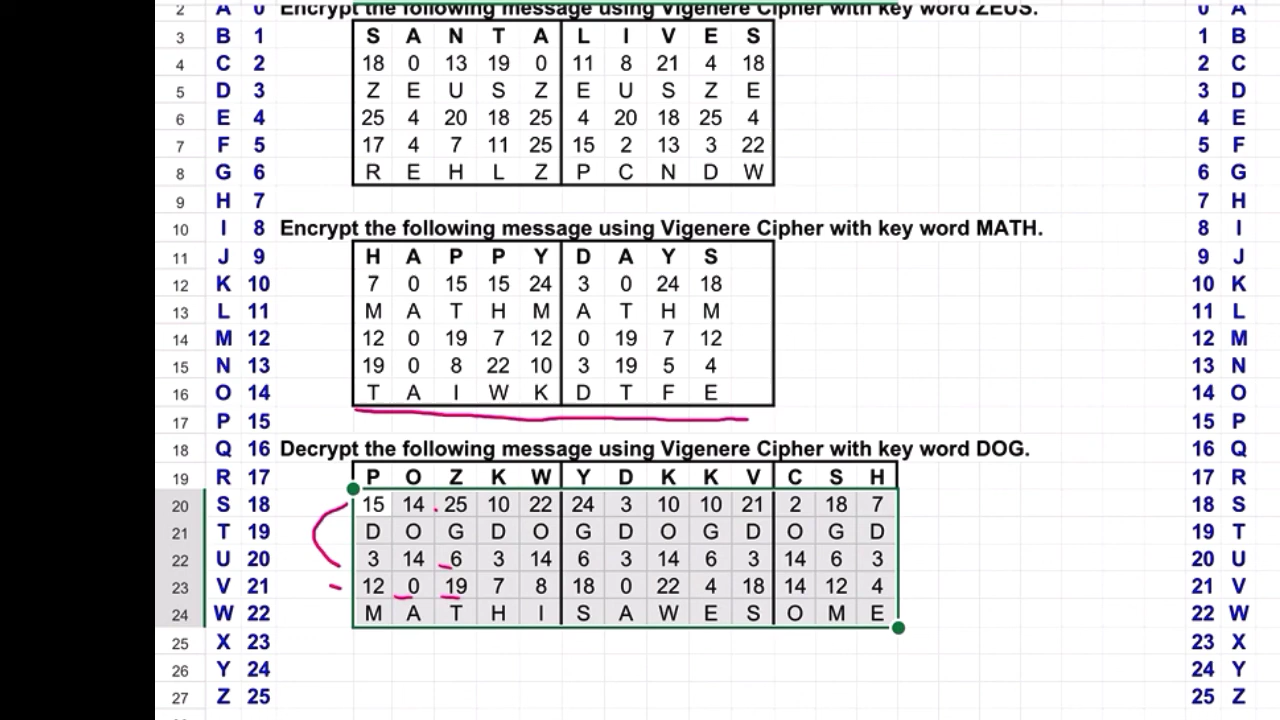 2 A 0 Encrypt the following message using Vigenere Cipher with key word ZEUS. 0 A
3 B 1 S A N T A L I V E S 1 B
4 C 2 18 0 13 19 0 11 8 21 4 18 2 C
5 D 3 Z E U S Z E U S Z E 3 D
6 E 4 25 4 20 18 25 4 20 18 25 4 4 E
7 F 5 17 4 7 11 25 15 2 13 3 22 5 F
8 G 6 R E H L Z P C N D W 6 G
9 H 7 7 H
10 I 8 Encrypt the following message using Vigenere Cipher with key word MATH. 8 I
11 J 9 H A P P Y D A Y S 9 J
12 K 10 7 0 15 15 24 3 0 24 18 10 K
13 L 11 M A T H M A T H M 11 L
14 M 12 12 0 19 7 12 0 19 7 12 12 M
15 N 13 19 0 8 22 10 3 19 5 4 13 N
16 O 14 T A I W K D T F E 14 O
17 P 15 15 P
18 Q 16 Decrypt the following message using Vigenere Cipher with key word DOG. 16 Q
19 R 17 P O Z K W Y D K K V C S H 17 R
20 S 18 15 14 25 10 22 24 3 10 10 21 2 18 7 18 S
21 T 19 D O G D O G D O G D O G D 19 T
22 U 20 3 14 6 3 14 6 3 14 6 3 14 6 3 20 U
23 V 21 12 0 19 7 8 18 0 22 4 18 14 12 4 21 V
24 W 22 M A T H I S A W E S O M E 22 W
25 X 23 23 X
26 Y 24 24 Y
27 Z 25 25 Z